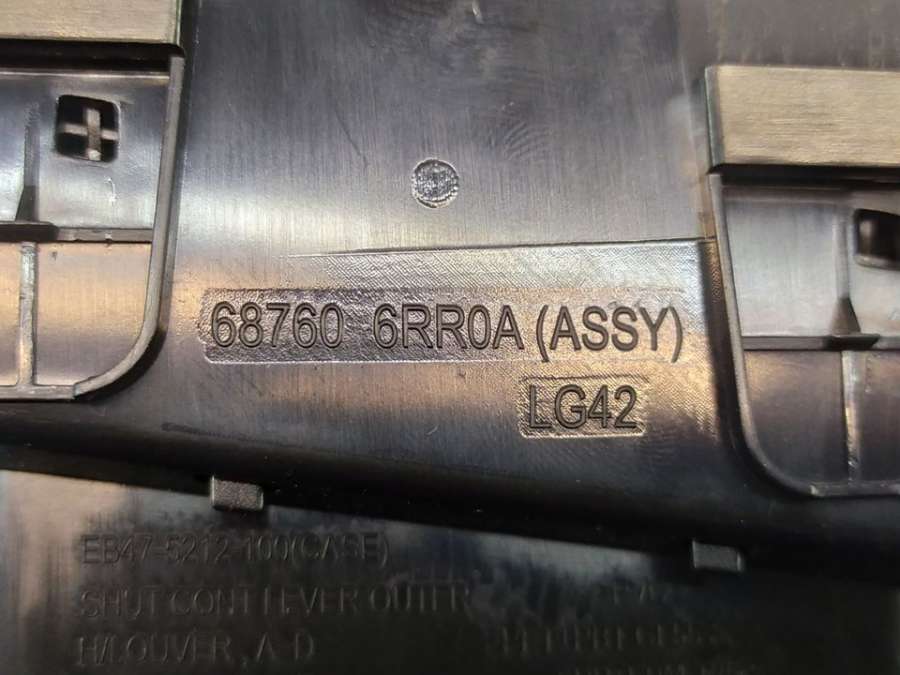 68760 6RR0A (ASSY)
LG42
EB47-5212-100(CASE)
SHUT CONT LEVER OUTER
H/LOUVER, A-D